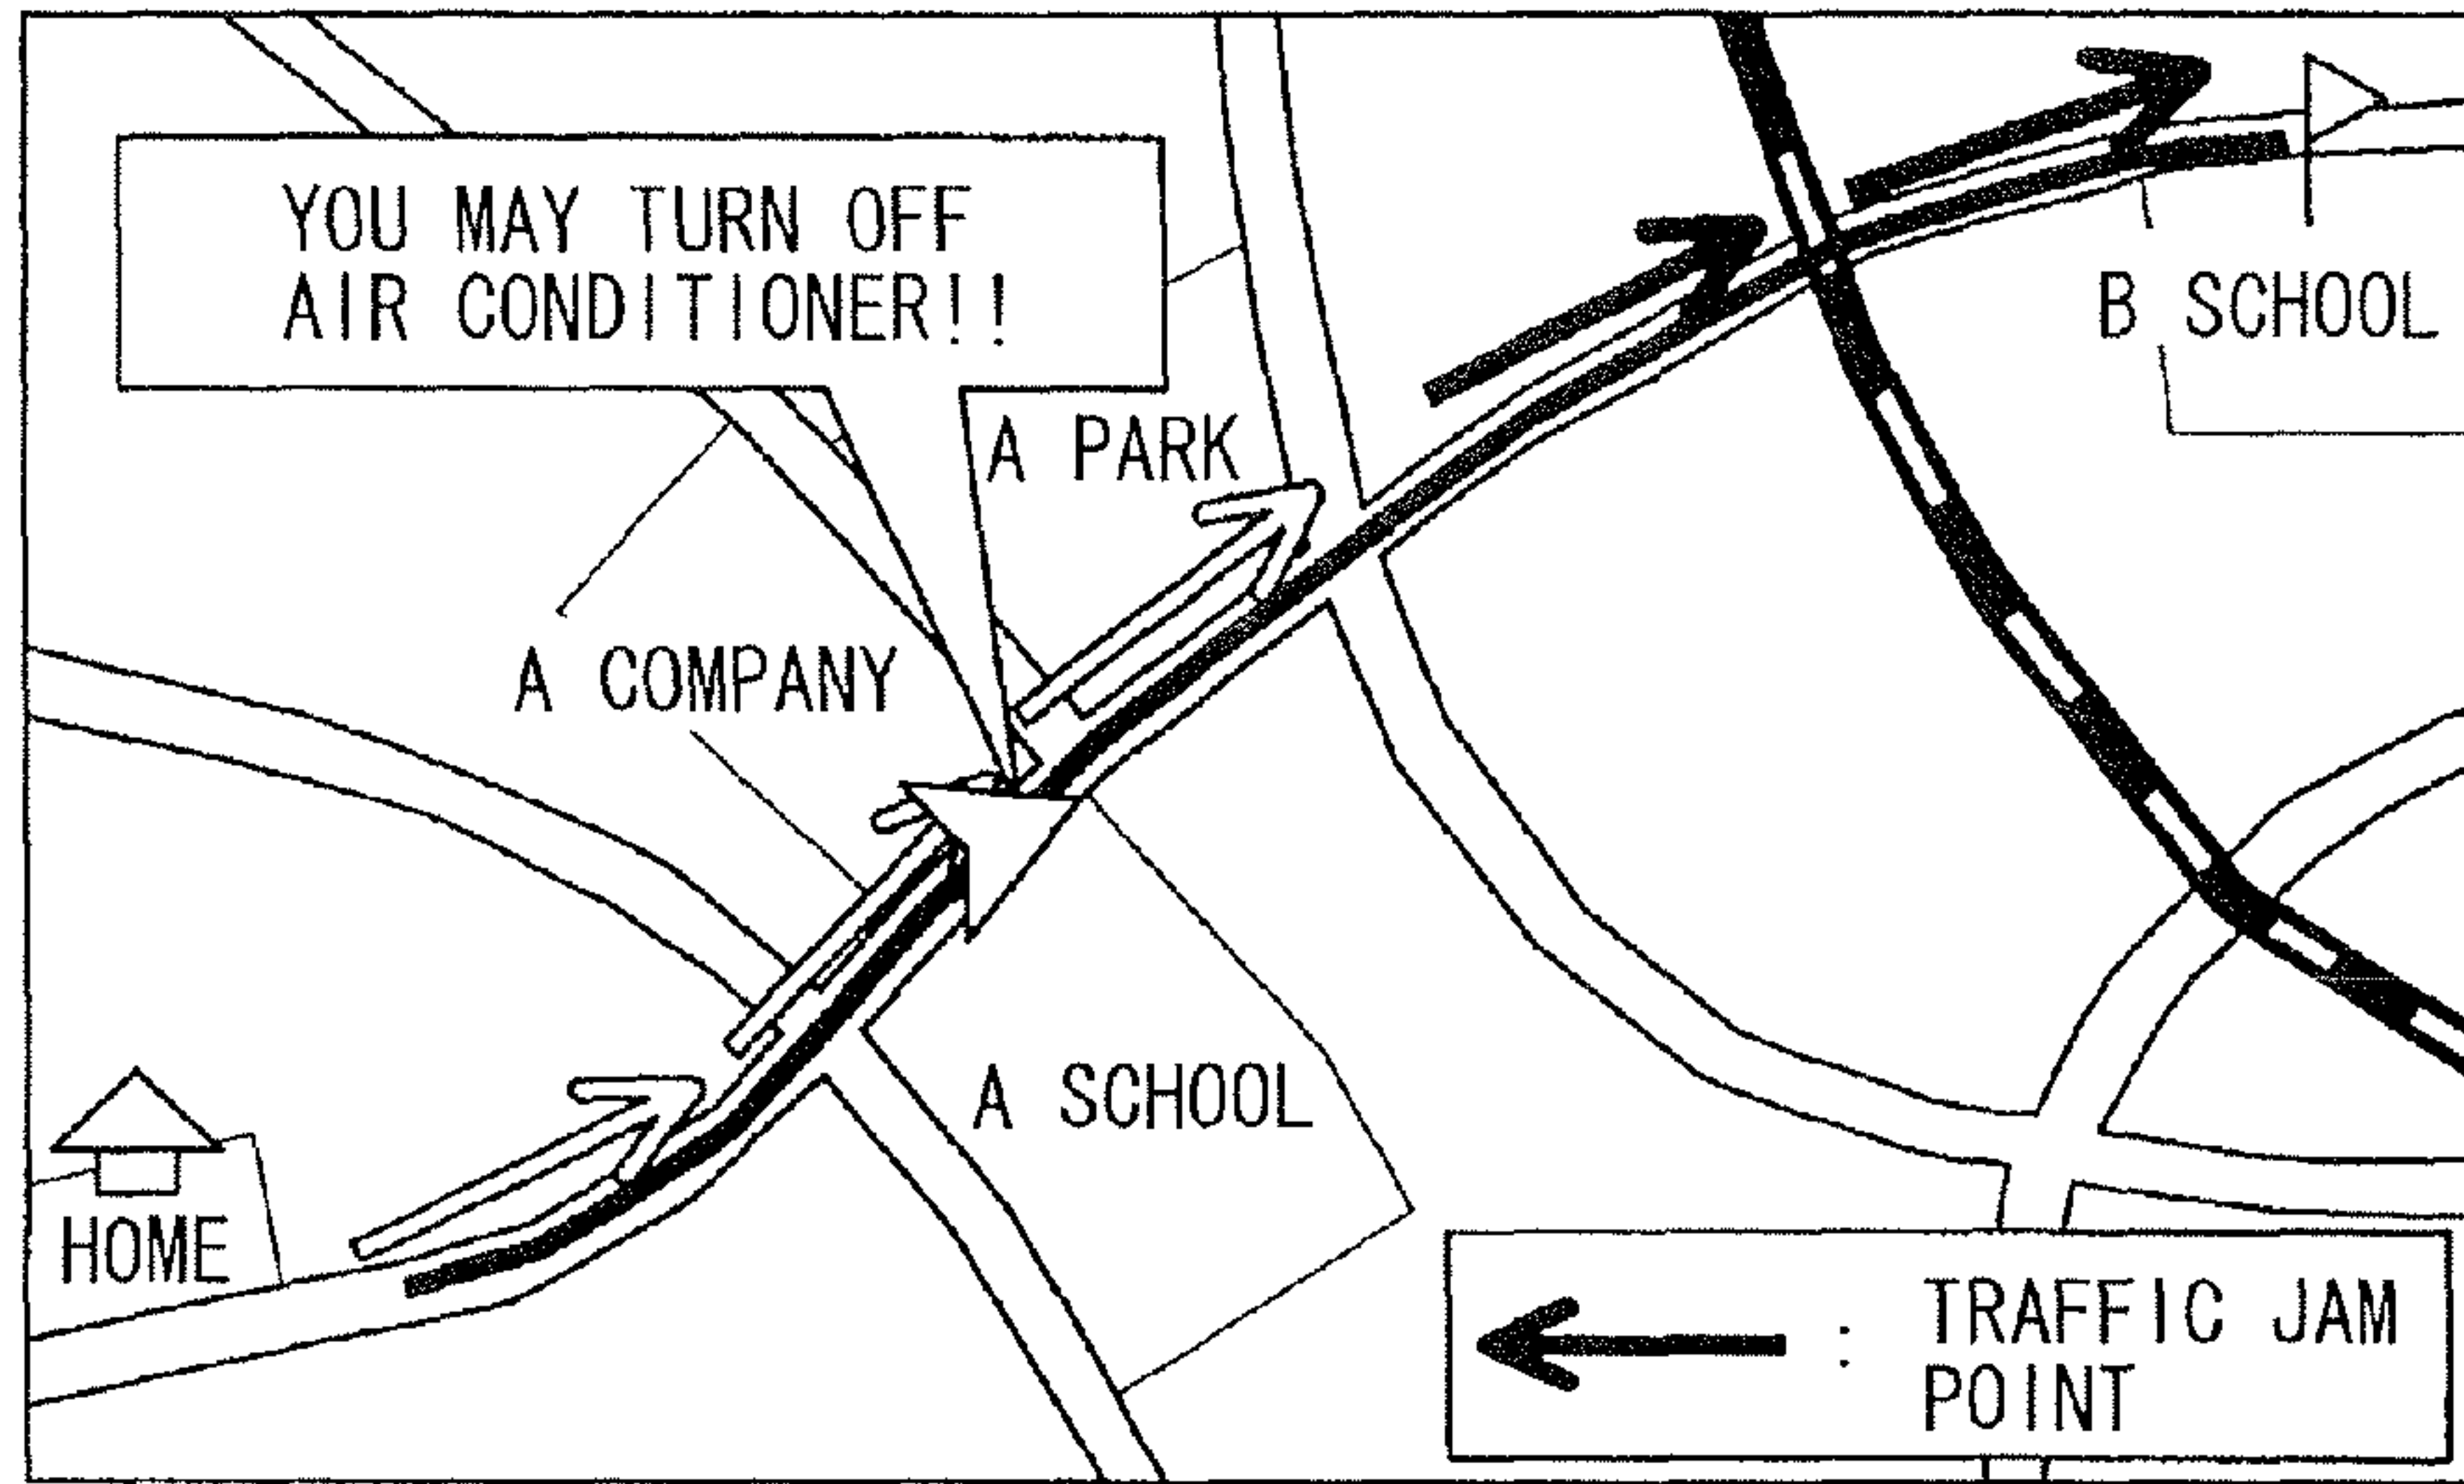 YOU MAY TURN OFF
AIR CONDITIONER!!
B SCHOOL
A PARK
A COMPANY
A SCHOOL
HOME
: TRAFFIC JAM
POINT